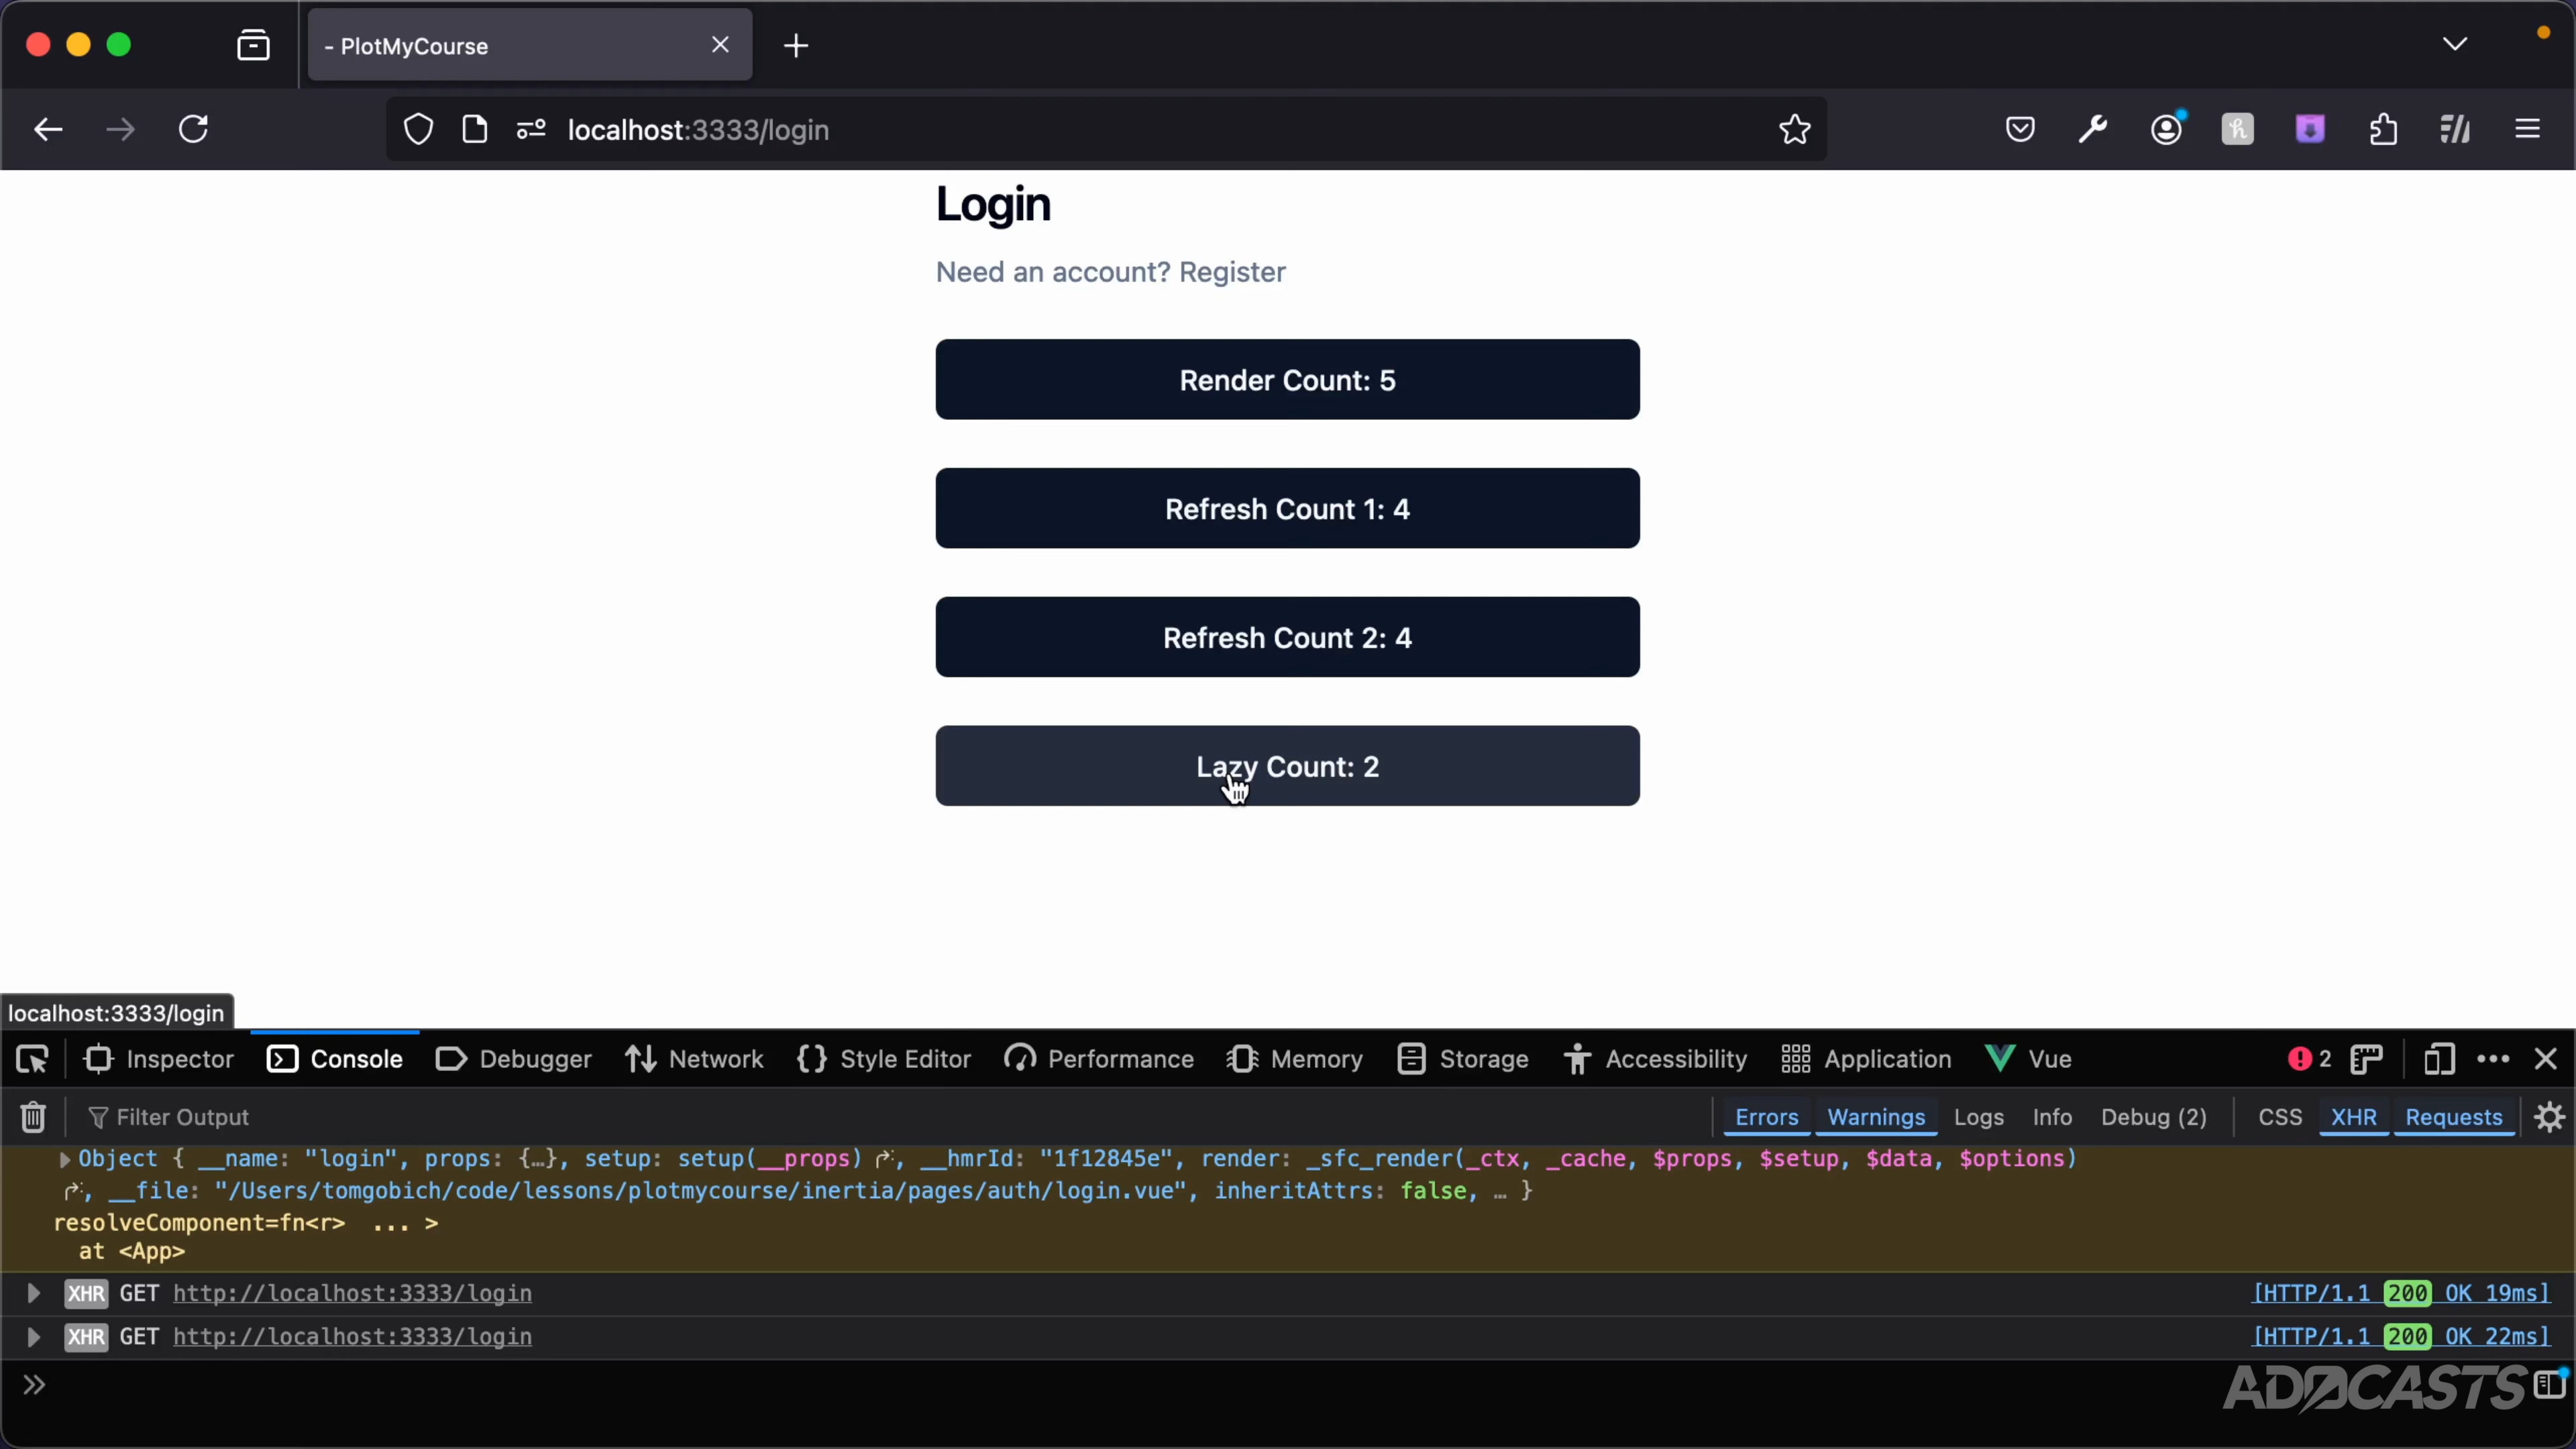 - PlotMyCourse
localhost:3333/login
Login
Need an account? Register
Render Count: 5
Refresh Count 1: 4
Refresh Count 2: 4
Lazy Count: 2
localhost:3333/login
Inspector Console Debugger Network Style Editor Performance Memory Storage Accessibility Application Vue 2
Filter Output Errors Warnings Logs Info Debug (2) CSS XHR Requests
Object { __name: "login", props: {…}, setup: setup(__props), __hmrId: "1f12845e", render: _sfc_render(_ctx, _cache, $props, $setup, $data, $options)
, __file: "/Users/tomgobich/code/lessons/plotmycourse/inertia/pages/auth/login.vue", inheritAttrs: false, … }
resolveComponent=fn<r> ... >
at <App>
XHR GET http://localhost:3333/login [HTTP/1.1 200 OK 19ms]
XHR GET http://localhost:3333/login [HTTP/1.1 200 OK 22ms]
ADOCASTS